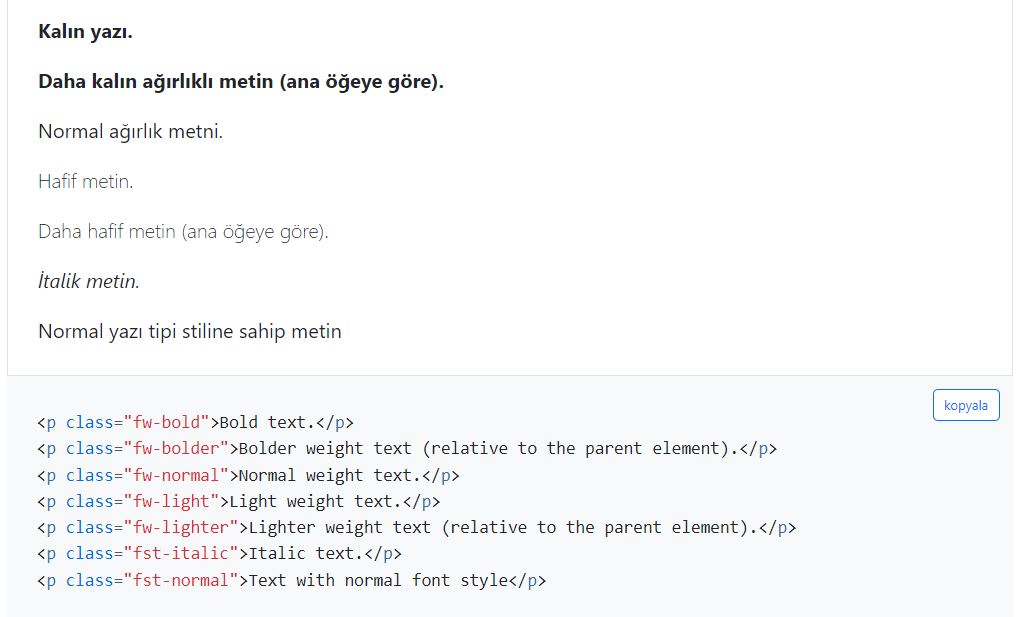 Kalın yazı.
Daha kalın ağırlıklı metin (ana öğeye göre).
Normal ağırlık metni.
Hafif metin.
Daha hafif metin (ana öğeye göre).
İtalik metin.
Normal yazı tipi stiline sahip metin
kopyala
<p class="fw-bold">Bold text.</p>
<p class="fw-bolder">Bolder weight text (relative to the parent element).</p>
<p class="fw-normal">Normal weight text.</p>
<p class="fw-light">Light weight text.</p>
<p class="fw-lighter">Lighter weight text (relative to the parent element).</p>
<p class="fst-italic">Italic text.</p>
<p class="fst-normal">Text with normal font style</p>